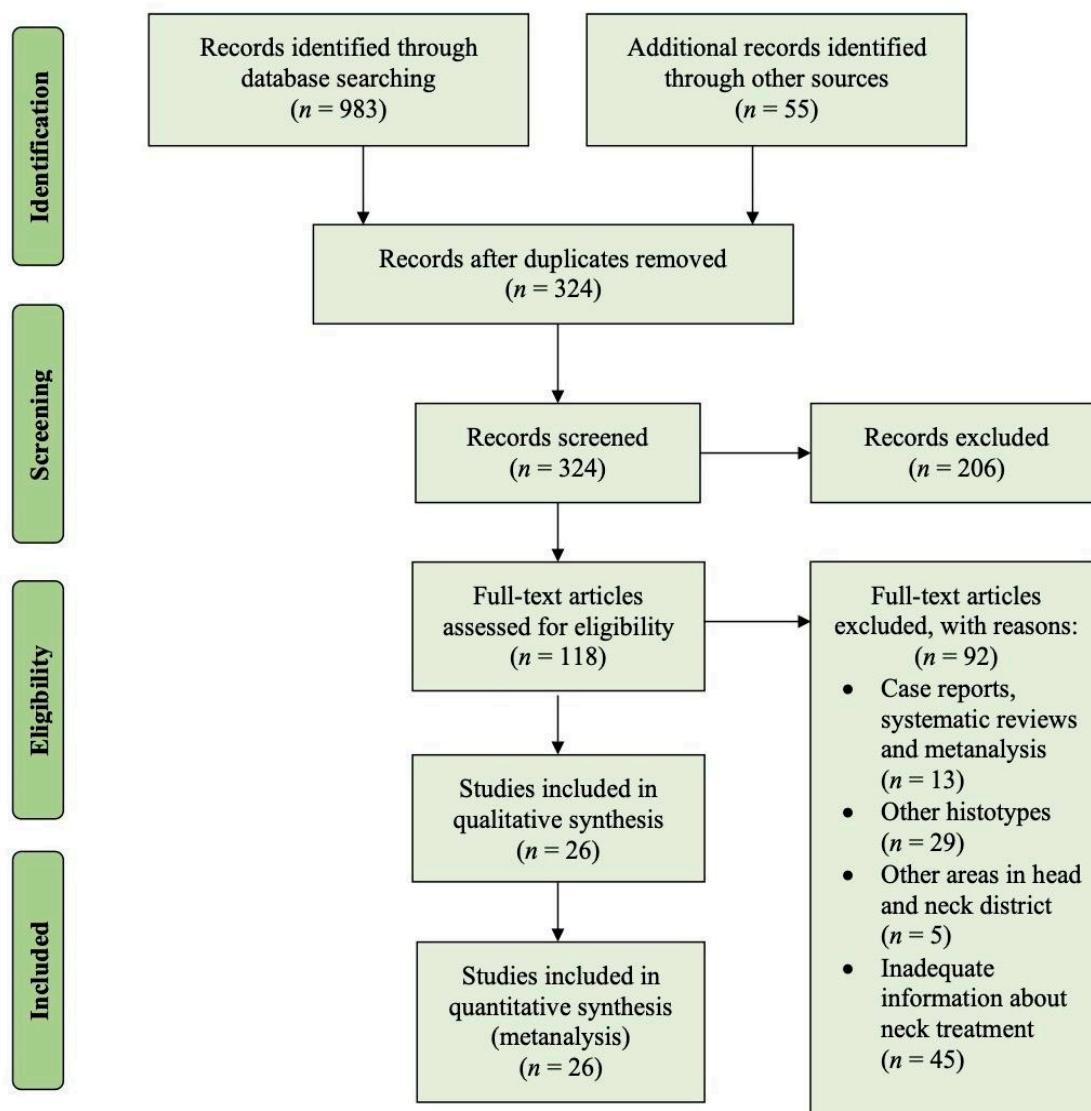 Identification
Records identified through
database searching
(n = 983)
Additional records identified
through other sources
(n = 55)
Records after duplicates removed
(n = 324)
Screening
Records screened
(n = 324)
Records excluded
(n = 206)
Eligibility
Full-text articles
assessed for eligibility
(n = 118)
Full-text articles
excluded, with reasons:
(n = 92)
• Case reports,
systematic reviews
and metanalysis
(n = 13)
• Other histotypes
(n = 29)
• Other areas in head
and neck district
(n = 5)
• Inadequate
information about
neck treatment
(n = 45)
Studies included in
qualitative synthesis
(n = 26)
Included
Studies included in
quantitative synthesis
(metanalysis)
(n = 26)